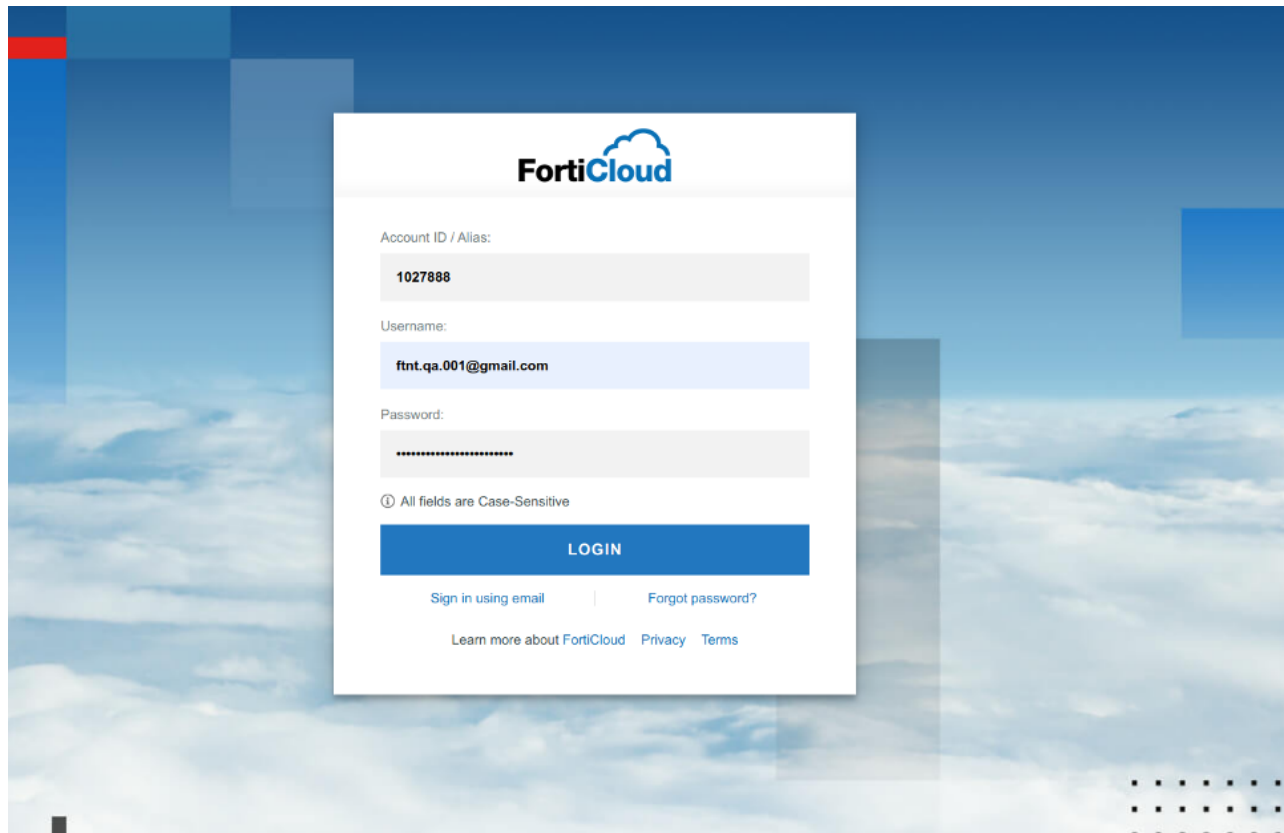 FortiCloud
Account ID / Alias:
1027888
Username:
ftnt.qa.001@gmail.com
Password:
All fields are Case-Sensitive
LOGIN
Sign in using email Forgot password?
Learn more about FortiCloud Privacy Terms